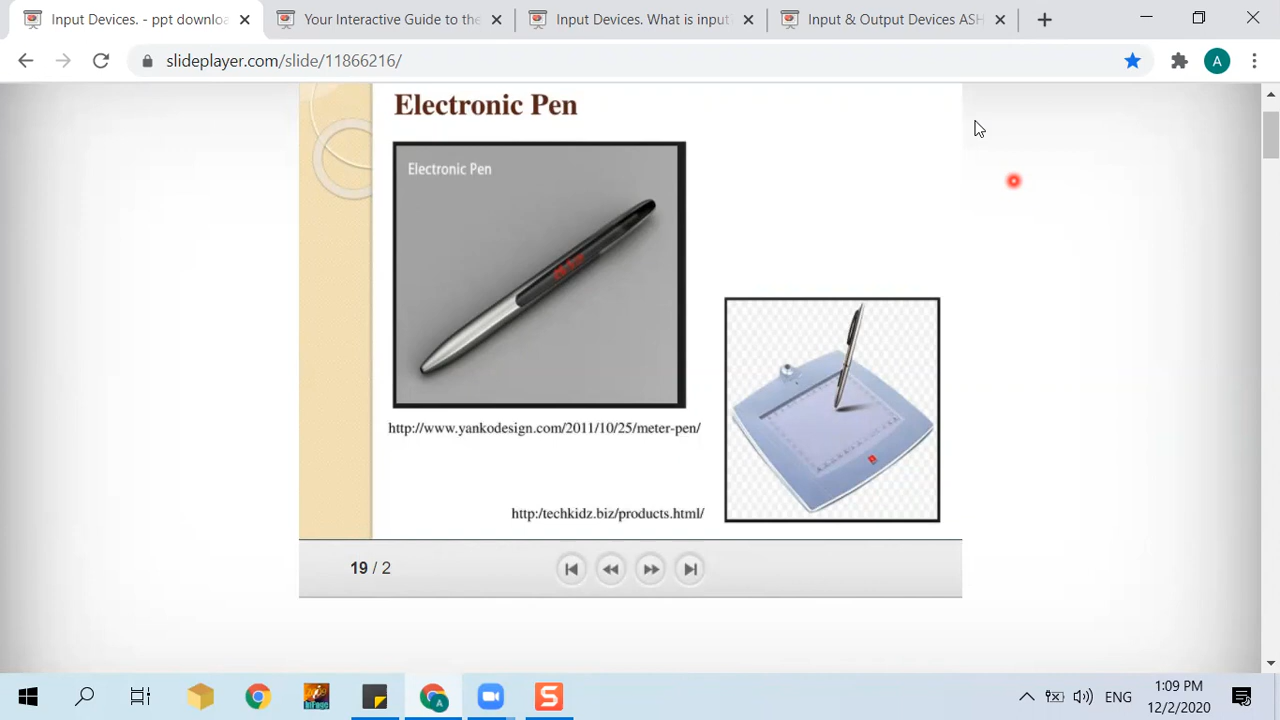 Input Devices. - ppt downloa
Your Interactive Guide to the
Input Devices. What is input
Input & Output Devices ASH
slideplayer.com/slide/11866216/
A
Electronic Pen
Electronic Pen
http://www.yankodesign.com/2011/10/25/meter-pen/
http:/techkidz.biz/products.html/
19 / 2
A
S
ENG
1:09 PM
12/2/2020